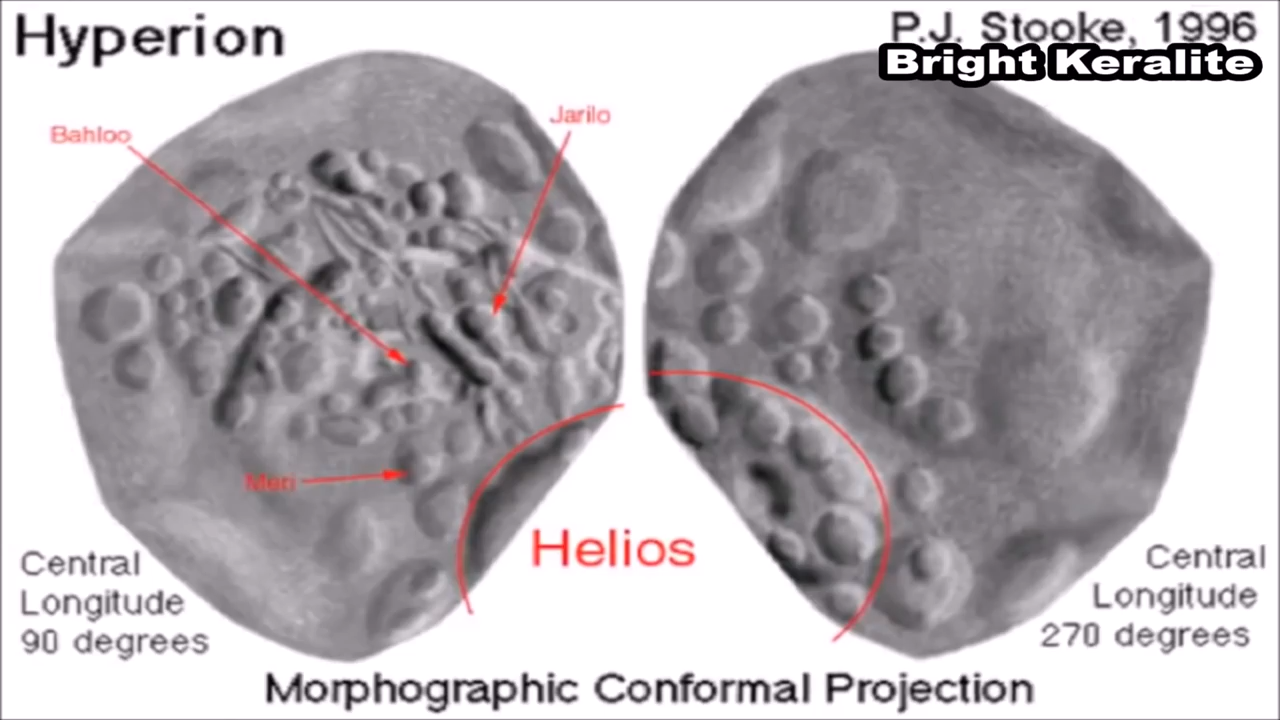 Hyperion
P.J. Stooke, 1996
Bright Keralite
Jarilo
Bahloo
Meri
Helios
Central
Longitude
90 degrees
Central
Longitude
270 degrees
Morphographic Conformal Projection